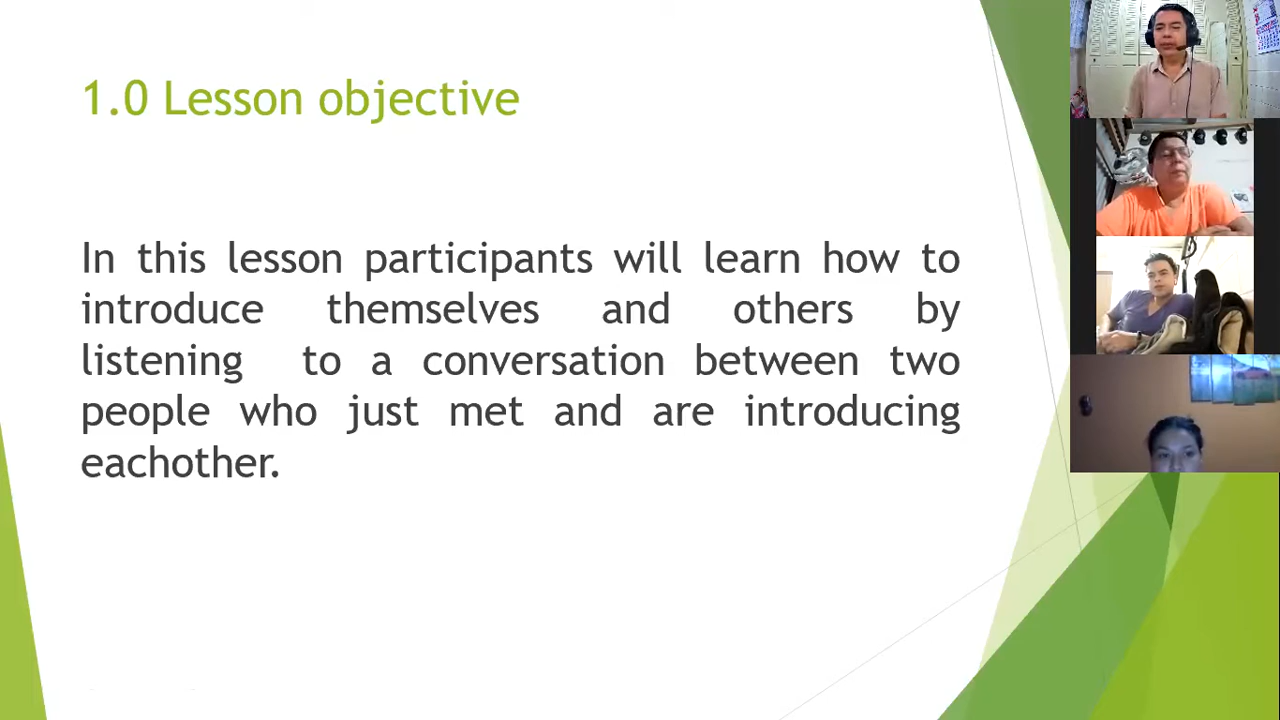 1.0 Lesson objective
In this lesson participants will learn how to
introduce themselves and others by
listening to a conversation between two
people who just met and are introducing
eachother.